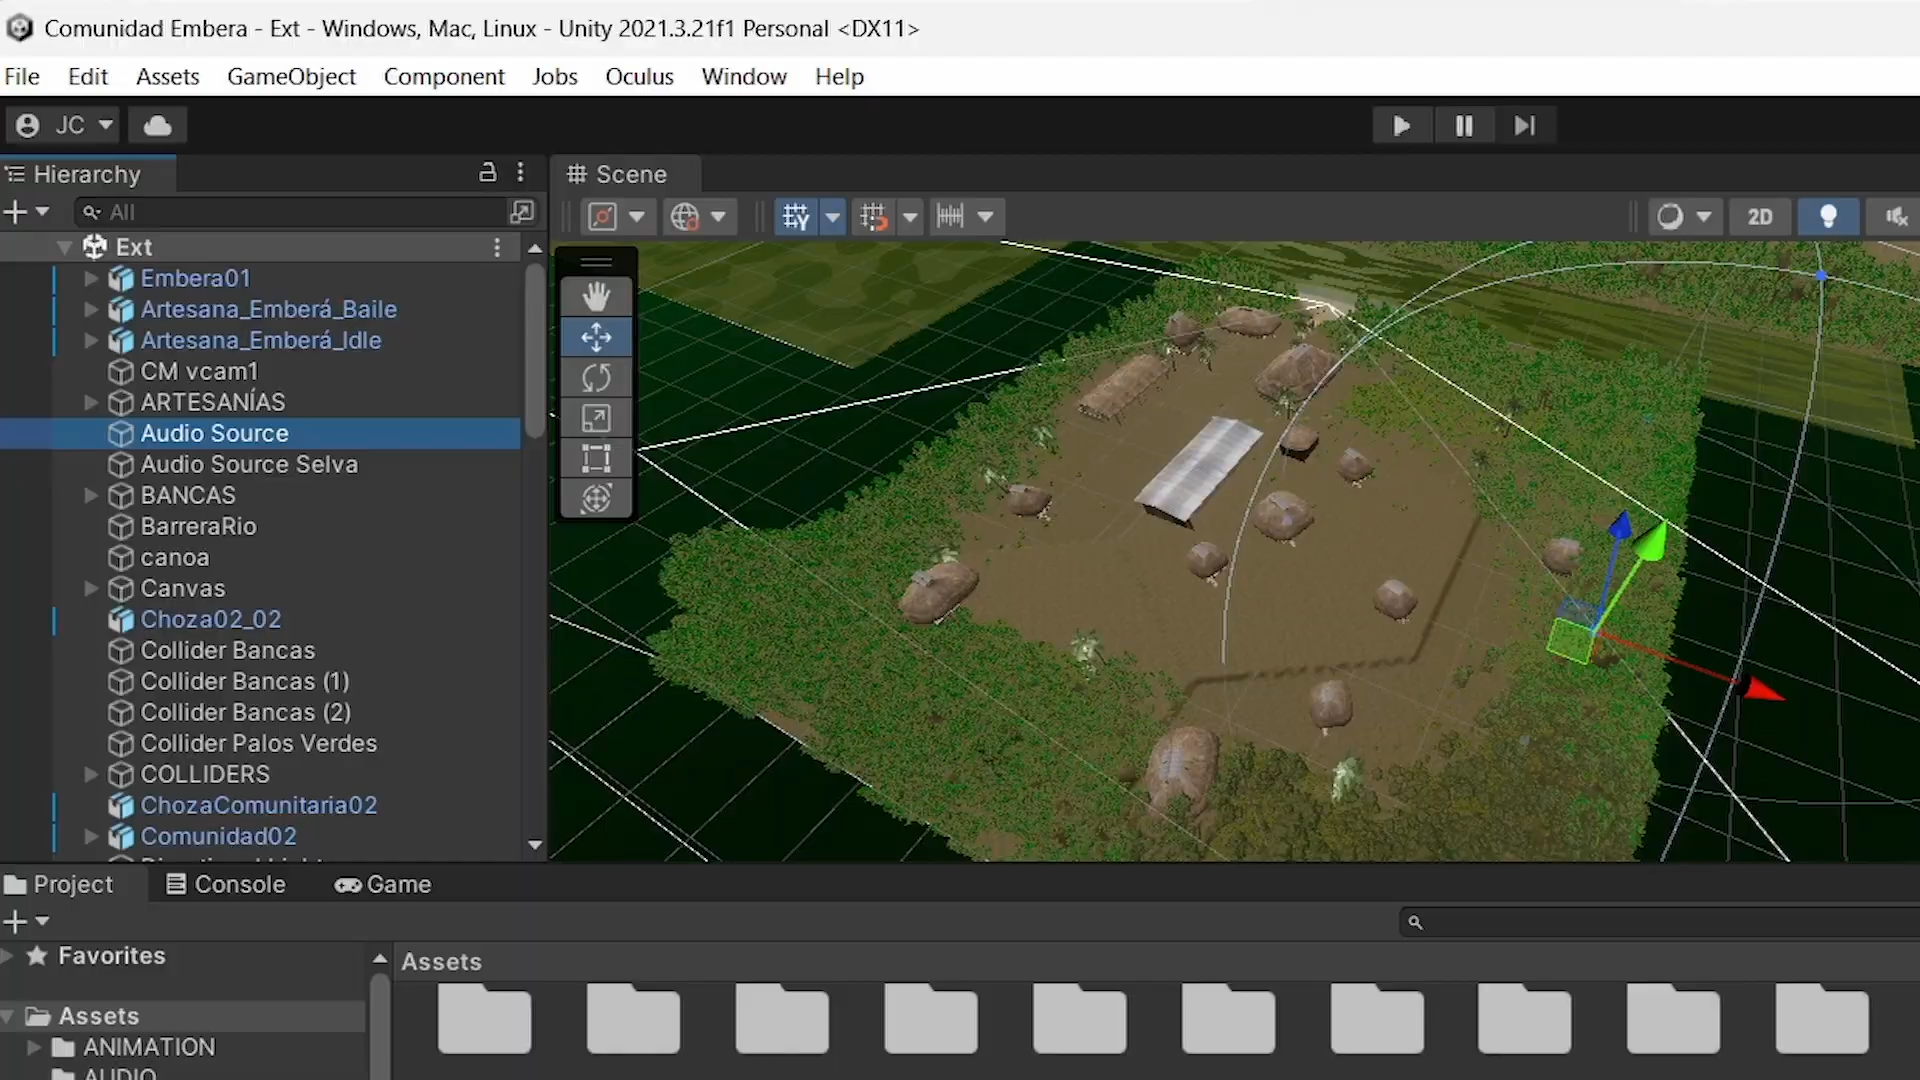 Comunidad Embera - Ext - Windows, Mac, Linux - Unity 2021.3.21f1 Personal <DX11>
File Edit Assets GameObject Component Jobs Oculus Window Help
JC
Hierarchy
Scene
All
2D
Ext
Embera01
Artesana_Emberá_Baile
Artesana_Emberá_Idle
CM vcam1
ARTESANÍAS
Audio Source
Audio Source Selva
BANCAS
BarreraRio
canoa
Canvas
Choza02_02
Collider Bancas
Collider Bancas (1)
Collider Bancas (2)
Collider Palos Verdes
COLLIDERS
ChozaComunitaria02
Comunidad02
Project Console Game
Favorites
Assets
Assets
ANIMATION
AUDIO